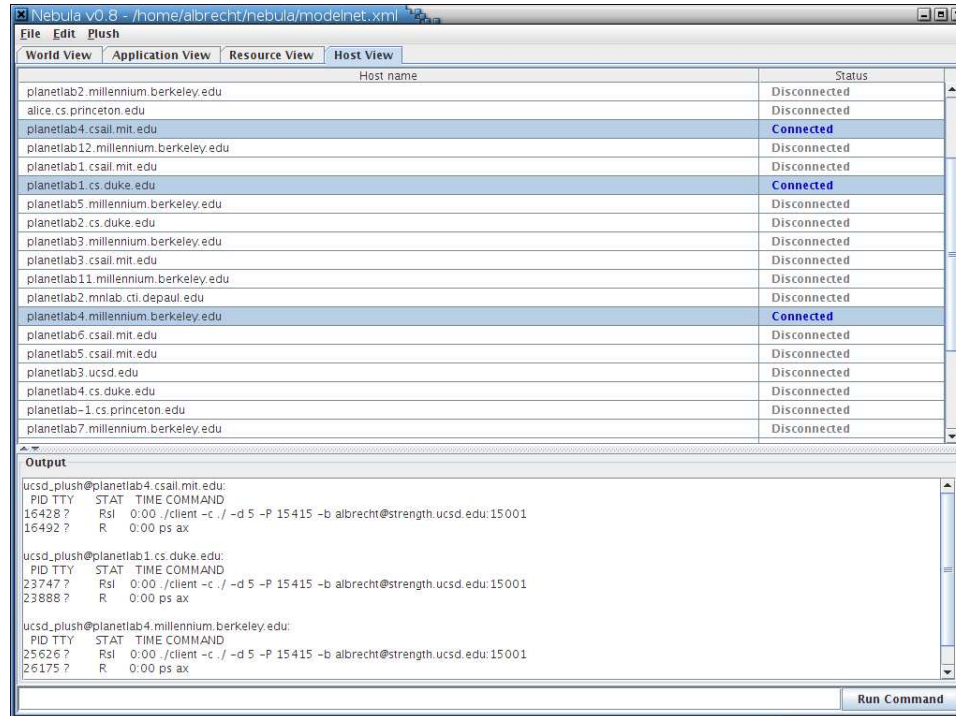 Nebula v0.8 - /home/albrecht/nebula/modelnet.xml
File Edit Plush
World View Application View Resource View Host View
Host name Status
planetlab2.millennium.berkeley.edu Disconnected
alice.cs.princeton.edu Disconnected
planetlab4.csail.mit.edu Connected
planetlab12.millennium.berkeley.edu Disconnected
planetlab1.csail.mit.edu Disconnected
planetlab1.cs.duke.edu Connected
planetlab5.millennium.berkeley.edu Disconnected
planetlab2.cs.duke.edu Disconnected
planetlab3.millennium.berkeley.edu Disconnected
planetlab3.csail.mit.edu Disconnected
planetlab11.millennium.berkeley.edu Disconnected
planetlab2.mnlab.cti.depaul.edu Disconnected
planetlab4.millennium.berkeley.edu Connected
planetlab6.csail.mit.edu Disconnected
planetlab5.csail.mit.edu Disconnected
planetlab3.ucsd.edu Disconnected
planetlab4.cs.duke.edu Disconnected
planetlab-1.cs.princeton.edu Disconnected
planetlab7.millennium.berkeley.edu Disconnected
Output
ucsd_plush@planetlab4.csail.mit.edu:
PID TTY STAT TIME COMMAND
16428 ? Rsl 0:00 ./client -c ./ -d 5 -P 15415 -b albrecht@strength.ucsd.edu:15001
16492 ? R 0:00 ps ax
ucsd_plush@planetlab1.cs.duke.edu:
PID TTY STAT TIME COMMAND
23747 ? Rsl 0:00 ./client -c ./ -d 5 -P 15415 -b albrecht@strength.ucsd.edu:15001
23888 ? R 0:00 ps ax
ucsd_plush@planetlab4.millennium.berkeley.edu:
PID TTY STAT TIME COMMAND
25626 ? Rsl 0:00 ./client -c ./ -d 5 -P 15415 -b albrecht@strength.ucsd.edu:15001
26175 ? R 0:00 ps ax
Run Command